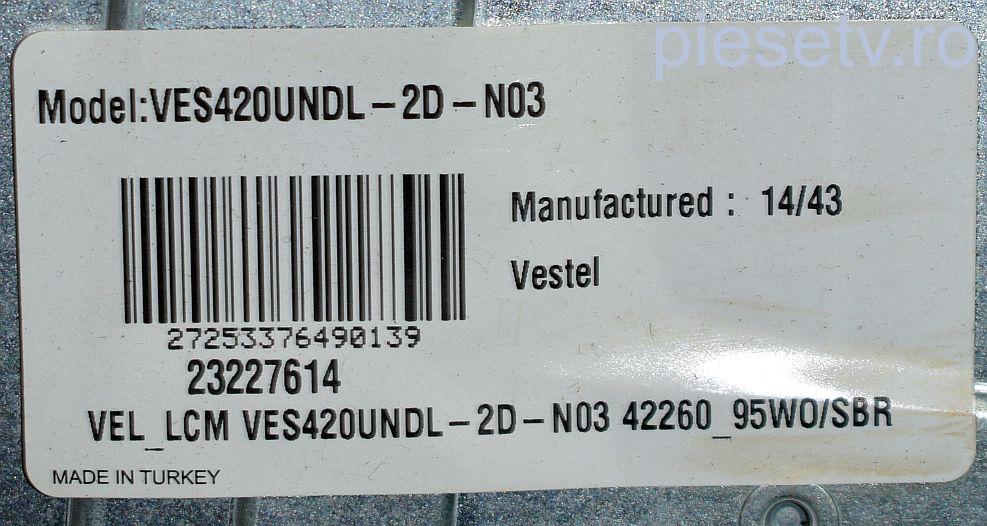 piesetv.ro
Model:VES420UNDL-2D-N03
Manufactured : 14/43
Vestel
27253376490139
23227614
VEL_LCM VES420UNDL-2D-N03 42260_95WO/SBR
MADE IN TURKEY